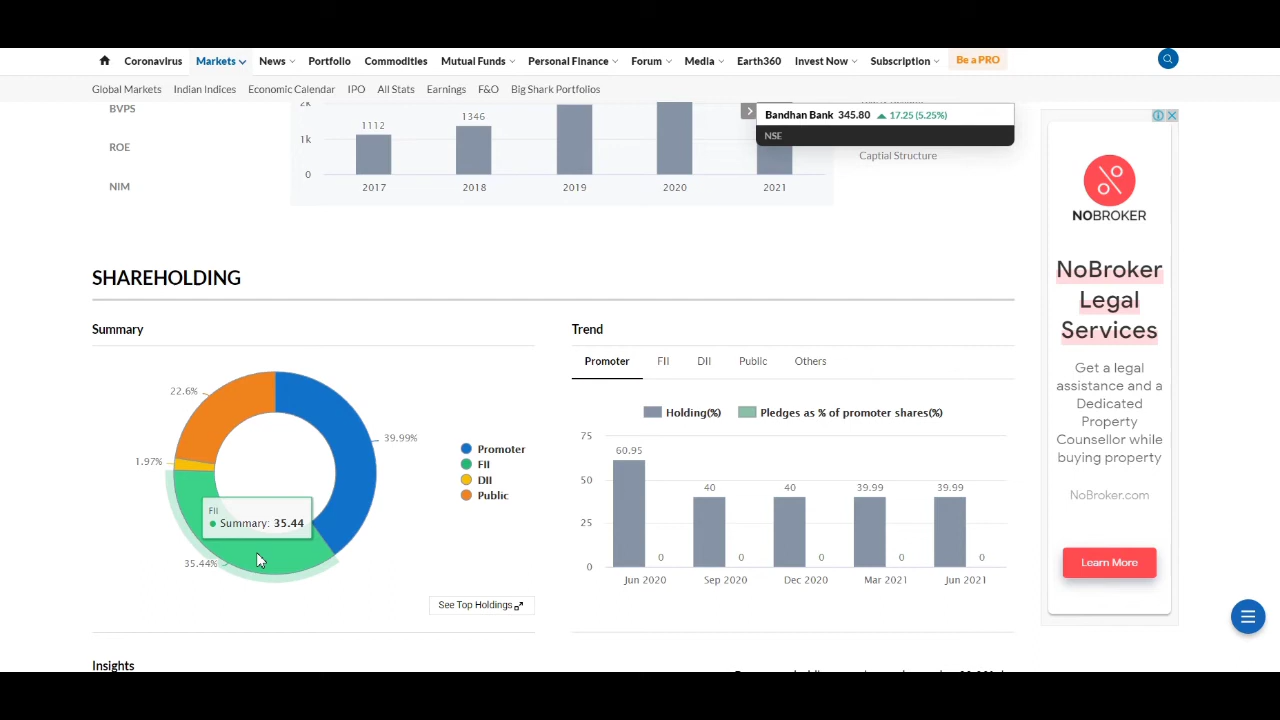 Coronavirus Markets News Portfolio Commodities Mutual Funds Personal Finance Forum Media Earth360 Invest Now Subscription Be a PRO
Global Markets Indian Indices Economic Calendar IPO All Stats Earnings F&O Big Shark Portfolios
BVPS
ROE
NIM
2k
1k
0
1112
1346
2017 2018 2019 2020 2021
Bandhan Bank 345.80 17.25 (5.25%)
NSE
Captial Structure
SHAREHOLDING
Summary
22.6%
39.99%
1.97%
35.44%
FII
Summary: 35.44
Promoter
FII
DII
Public
See Top Holdings
Trend
Promoter FII DII Public Others
Holding(%) Pledges as % of promoter shares(%)
75
50
25
0
60.95 40 40 39.99 39.99
0 0 0 0 0
Jun 2020 Sep 2020 Dec 2020 Mar 2021 Jun 2021
Insights
NOBROKER
NoBroker
Legal
Services
Get a legal
assistance and a
Dedicated
Property
Counsellor while
buying property
NoBroker.com
Learn More